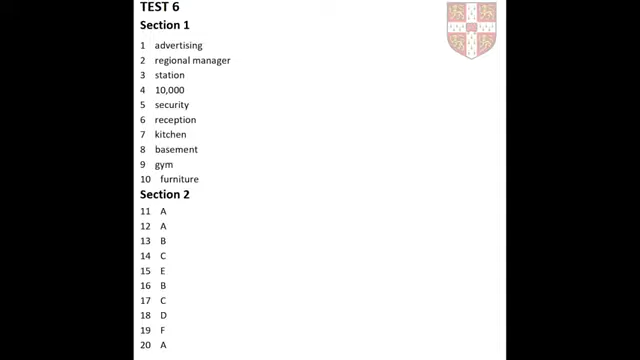 TEST 6
Section 1
1 advertising
2 regional manager
3 station
4 10,000
5 security
6 reception
7 kitchen
8 basement
9 gym
10 furniture
Section 2
11 A
12 A
13 B
14 C
15 E
16 B
17 C
18 D
19 F
20 A